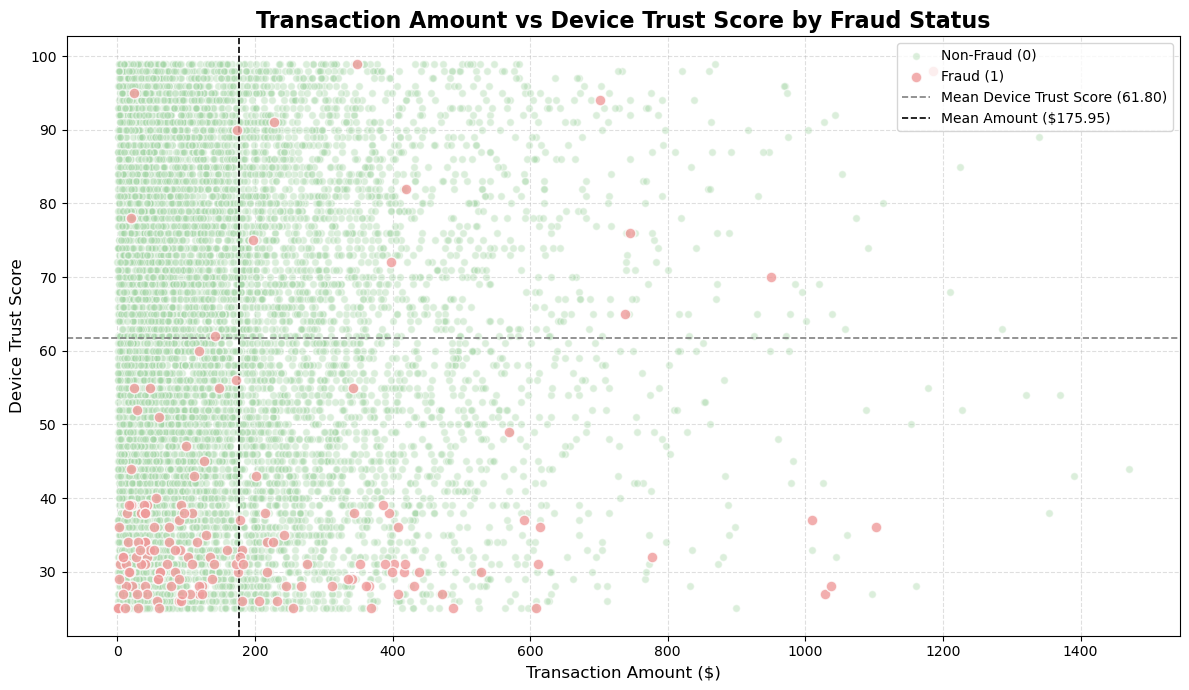 Transaction Amount vs Device Trust Score by Fraud Status
Non-Fraud (0)
Fraud (1)
Mean Device Trust Score (61.80)
Mean Amount ($175.95)
Device Trust Score
100
90
80
70
60
50
40
30
0 200 400 600 800 1000 1200 1400
Transaction Amount ($)